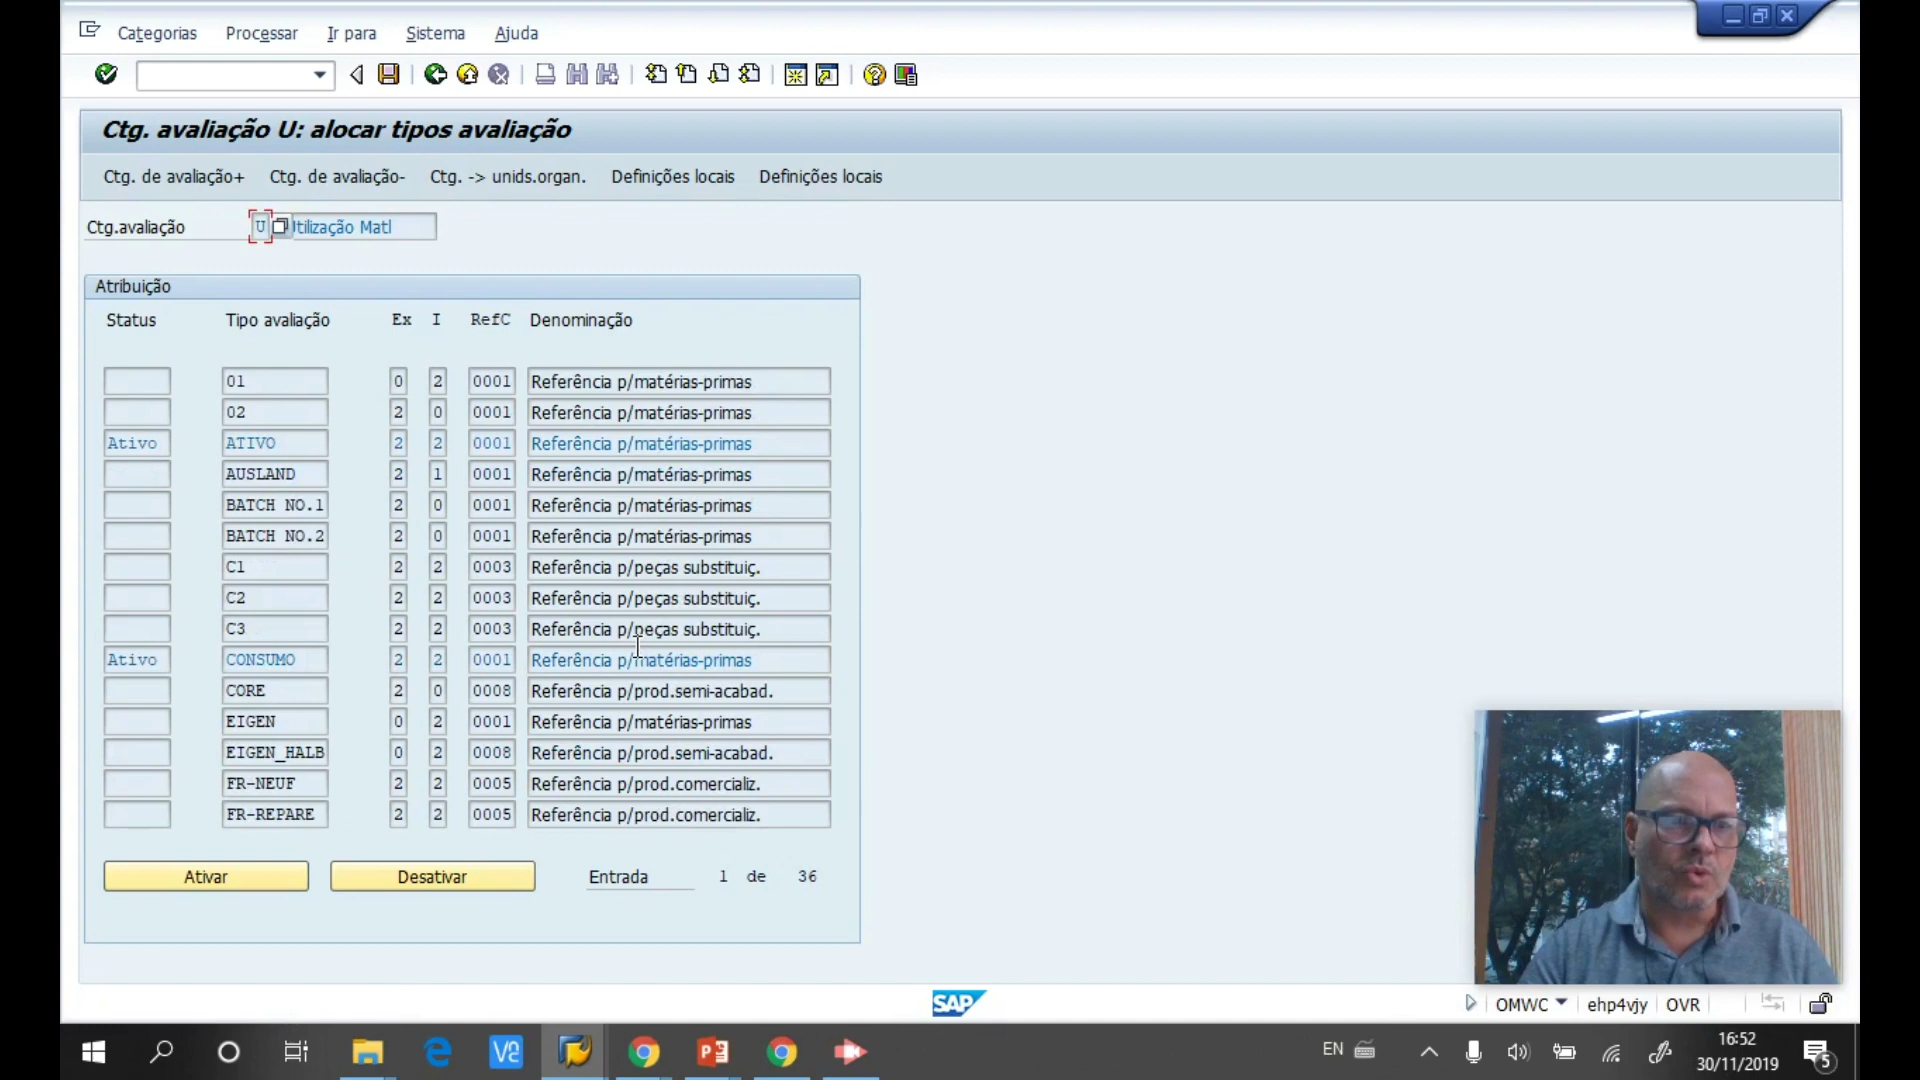 Categorias Processar Ir para Sistema Ajuda
Ctg. avaliação U: alocar tipos avaliação
Ctg. de avaliação+ Ctg. de avaliação- Ctg. -> unids.organ. Definições locais Definições locais
Ctg.avaliação U tilização Matl
Atribuição
Status Tipo avaliação Ex I RefC Denominação
01 0 2 0001 Referência p/matérias-primas
02 2 0 0001 Referência p/matérias-primas
Ativo ATIVO 2 2 0001 Referência p/matérias-primas
AUSLAND 2 1 0001 Referência p/matérias-primas
BATCH NO.1 2 0 0001 Referência p/matérias-primas
BATCH NO.2 2 0 0001 Referência p/matérias-primas
C1 2 2 0003 Referência p/peças substituiç.
C2 2 2 0003 Referência p/peças substituiç.
C3 2 2 0003 Referência p/peças substituiç.
Ativo CONSUMO 2 2 0001 Referência p/matérias-primas
CORE 2 0 0008 Referência p/prod.semi-acabad.
EIGEN 0 2 0001 Referência p/matérias-primas
EIGEN_HALB 0 2 0008 Referência p/prod.semi-acabad.
FR-NEUF 2 2 0005 Referência p/prod.comercializ.
FR-REPARE 2 2 0005 Referência p/prod.comercializ.
Ativar Desativar Entrada 1 de 36
SAP OMWC ehp4vjy OVR
EN 16:52
30/11/2019 5